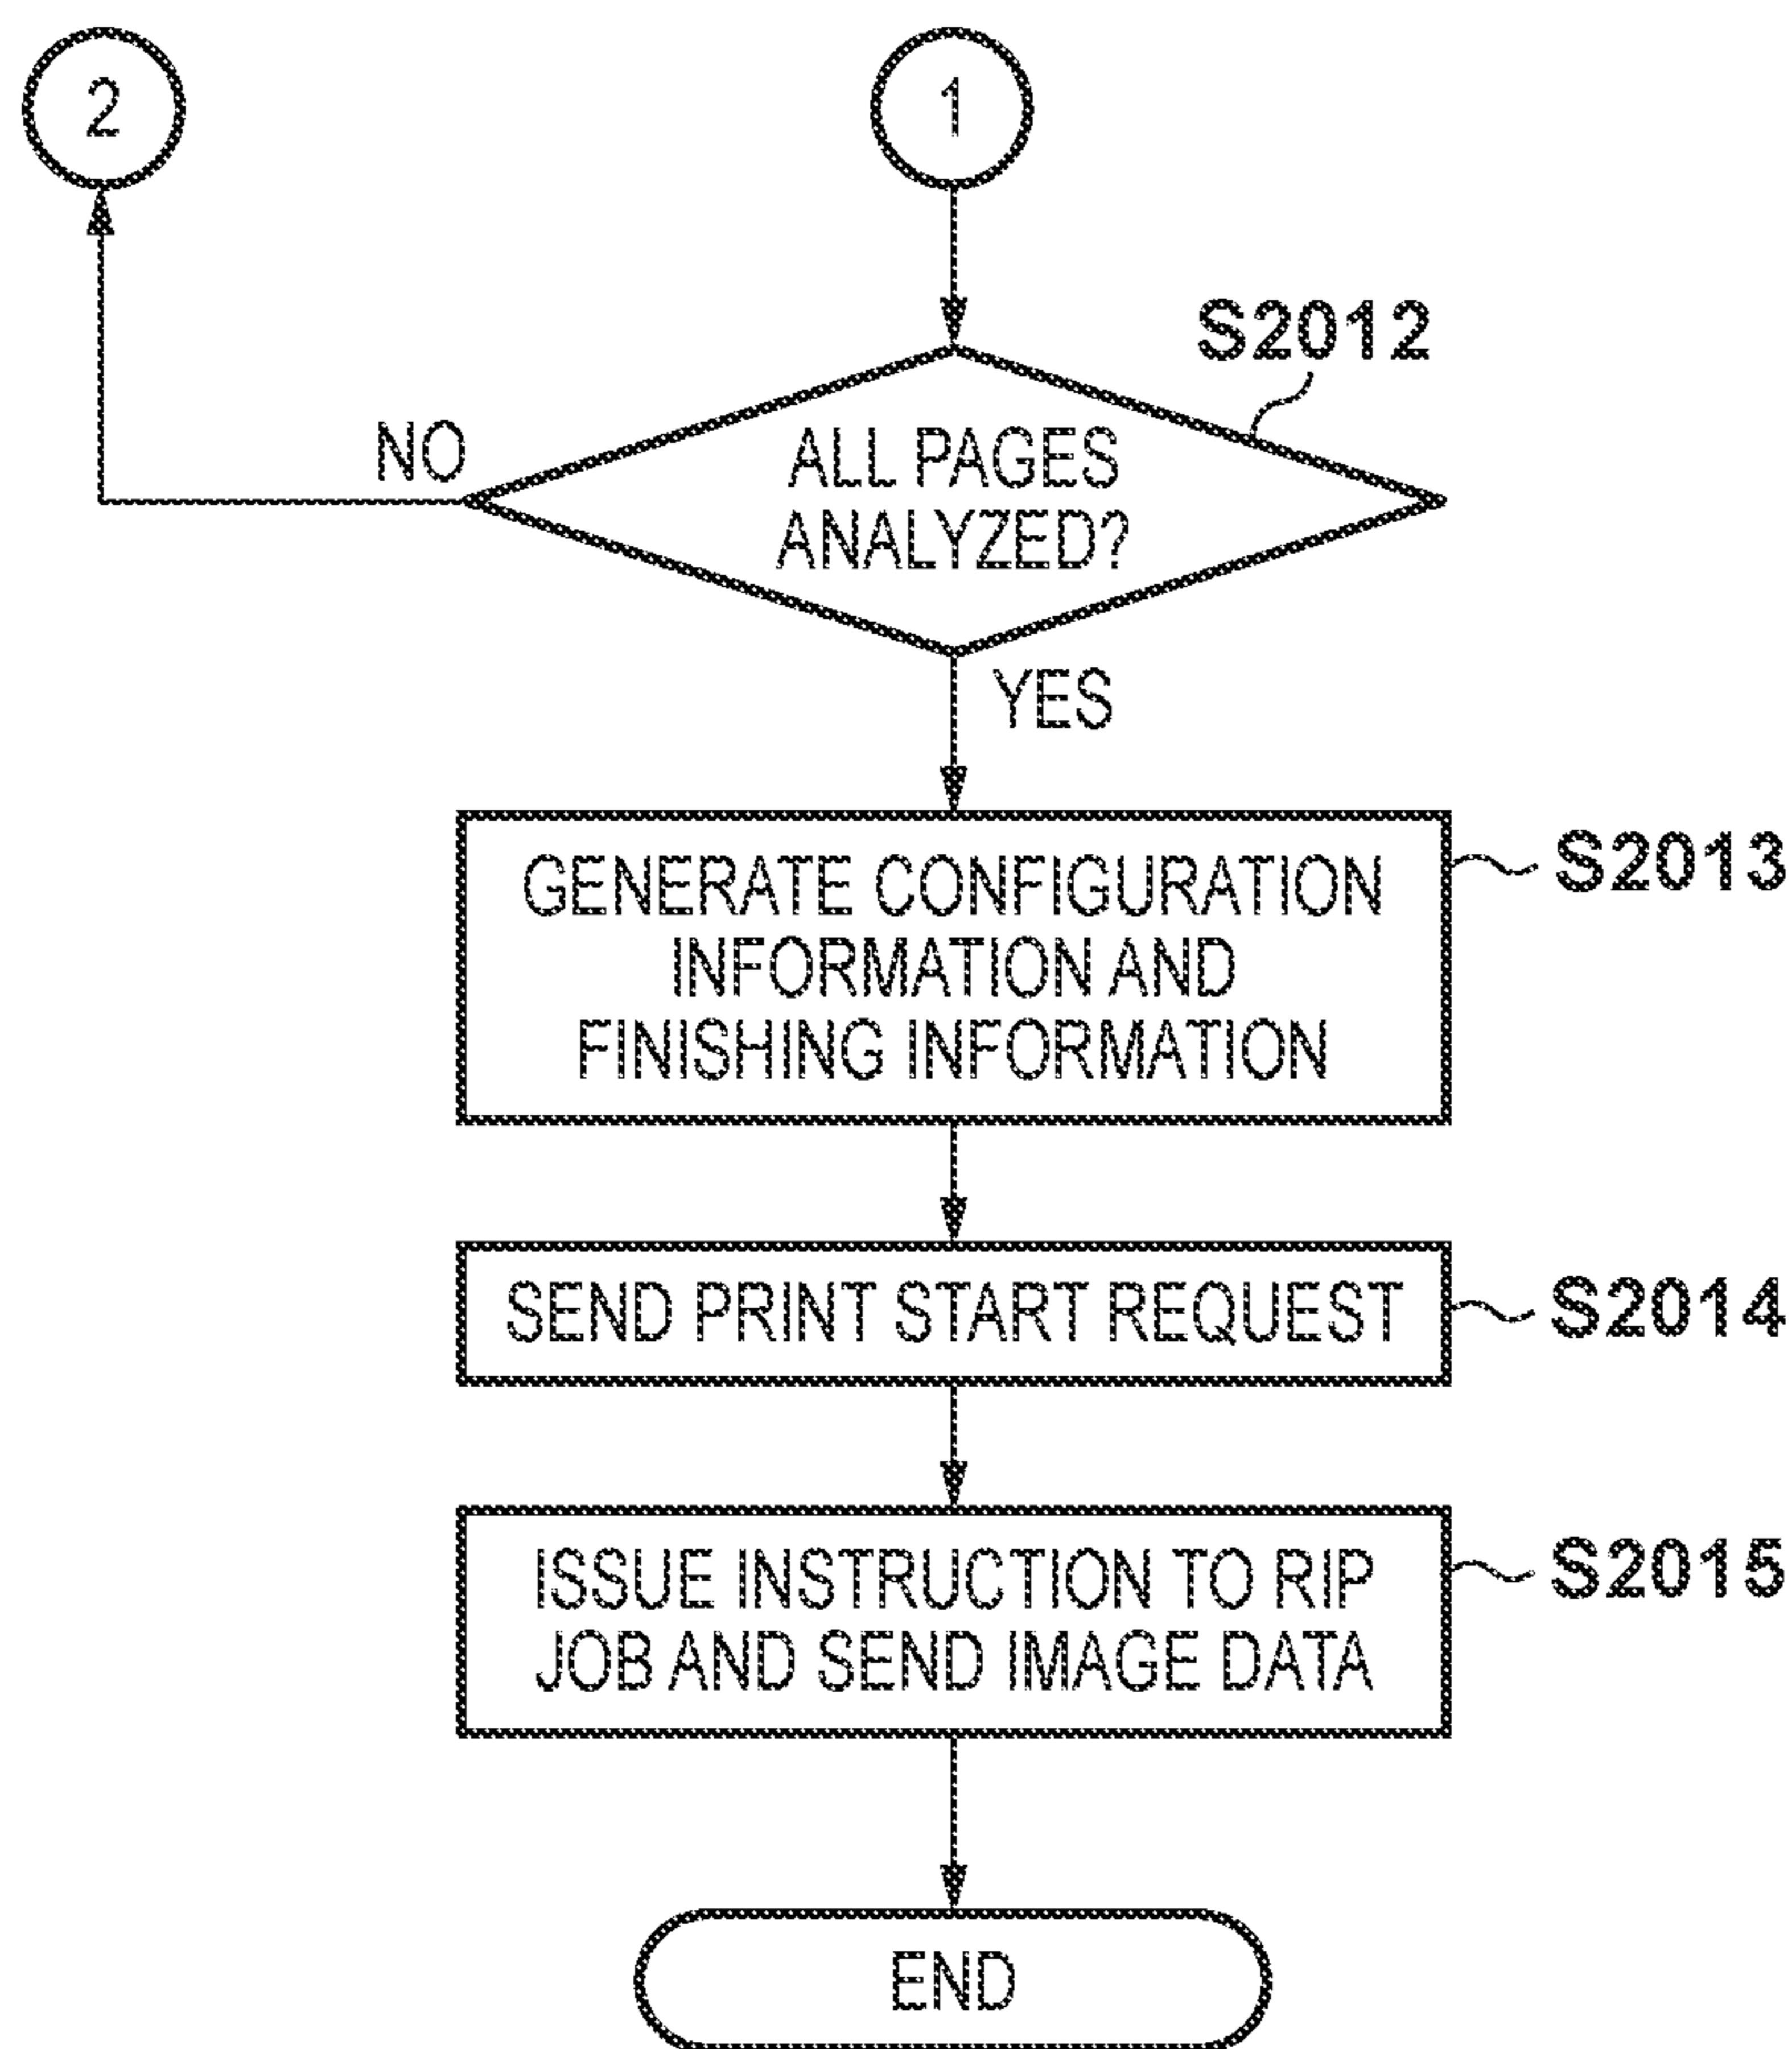 2
1
S2012
NO
ALL PAGES
ANALYZED?
YES
GENERATE CONFIGURATION
INFORMATION AND
FINISHING INFORMATION
S2013
SEND PRINT START REQUEST
S2014
ISSUE INSTRUCTION TO RIP
JOB AND SEND IMAGE DATA
S2015
END